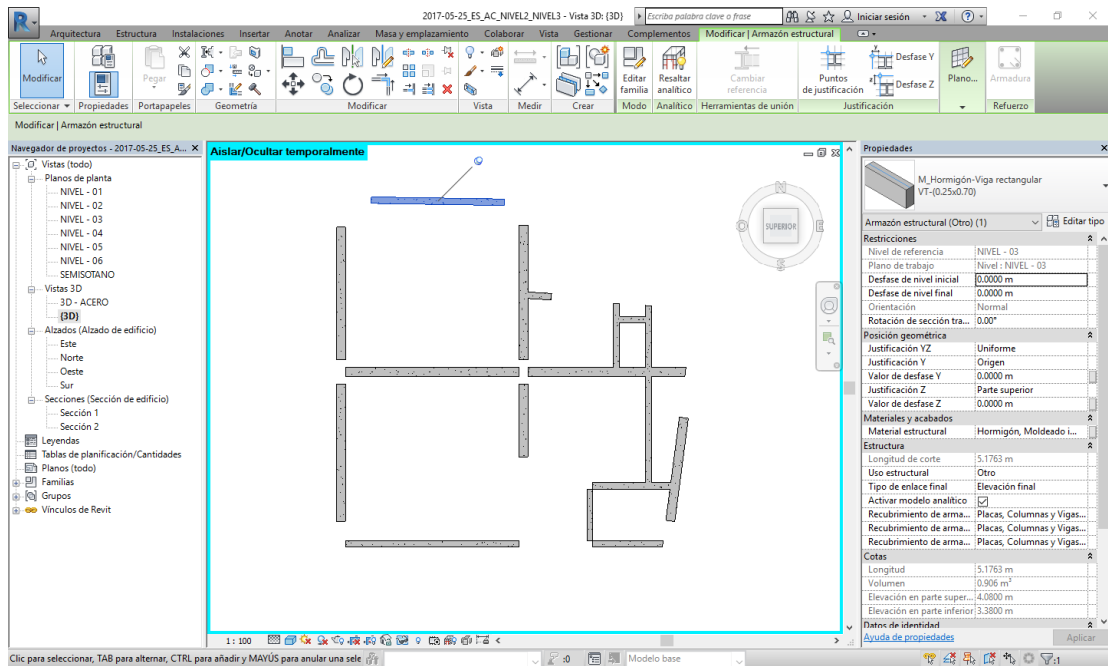 2017-05-25_ES_AC_NIVEL2_NIVEL3 - Vista 3D: {3D}
Escriba palabra clave o frase
Iniciar sesión
Arquitectura Estructura Instalaciones Insertar Anotar Analizar Masa y emplazamiento Colaborar Vista Gestionar Complementos Modificar | Armazón estructural
Modificar
Pegar
Editar familia
Resaltar analítico
Cambiar referencia
Puntos de justificación
Desfase Y
Desfase Z
Plano...
Armadura
Seleccionar Propiedades Portapapeles Geometría Modificar Vista Medir Crear Modo Analítico Herramientas de unión Justificación Refuerzo
Modificar | Armazón estructural
Navegador de proyectos - 2017-05-25_ES_A...
Vistas (todo)
Planos de planta
NIVEL - 01
NIVEL - 02
NIVEL - 03
NIVEL - 04
NIVEL - 05
NIVEL - 06
SEMISOTANO
Vistas 3D
3D - ACERO
{3D}
Alzados (Alzado de edificio)
Este
Norte
Oeste
Sur
Secciones (Sección de edificio)
Sección 1
Sección 2
Leyendas
Tablas de planificación/Cantidades
Planos (todo)
Familias
Grupos
Vínculos de Revit
Aislar/Ocultar temporalmente
N
O SUPERIOR E
S
1 : 100
Propiedades
M_Hormigón-Viga rectangular
VT-(0.25x0.70)
Armazón estructural (Otro) (1) Editar tipo
Restricciones
Nivel de referencia NIVEL - 03
Plano de trabajo Nivel : NIVEL - 03
Desfase de nivel inicial 0.0000 m
Desfase de nivel final 0.0000 m
Orientación Normal
Rotación de sección tra... 0.00°
Posición geométrica
Justificación YZ Uniforme
Justificación Y Origen
Valor de desfase Y 0.0000 m
Justificación Z Parte superior
Valor de desfase Z 0.0000 m
Materiales y acabados
Material estructural Hormigón, Moldeado i...
Estructura
Longitud de corte 5.1763 m
Uso estructural Otro
Tipo de enlace final Elevación final
Activar modelo analítico
Recubrimiento de arma... Placas, Columnas y Vigas...
Recubrimiento de arma... Placas, Columnas y Vigas...
Recubrimiento de arma... Placas, Columnas y Vigas...
Cotas
Longitud 5.1763 m
Volumen 0.906 m³
Elevación en parte super... 4.0800 m
Elevación en parte inferior 3.3800 m
Datos de identidad
Ayuda de propiedades Aplicar
Clic para seleccionar, TAB para alternar, CTRL para añadir y MAYÚS para anular una sele
:0
Modelo base
:1